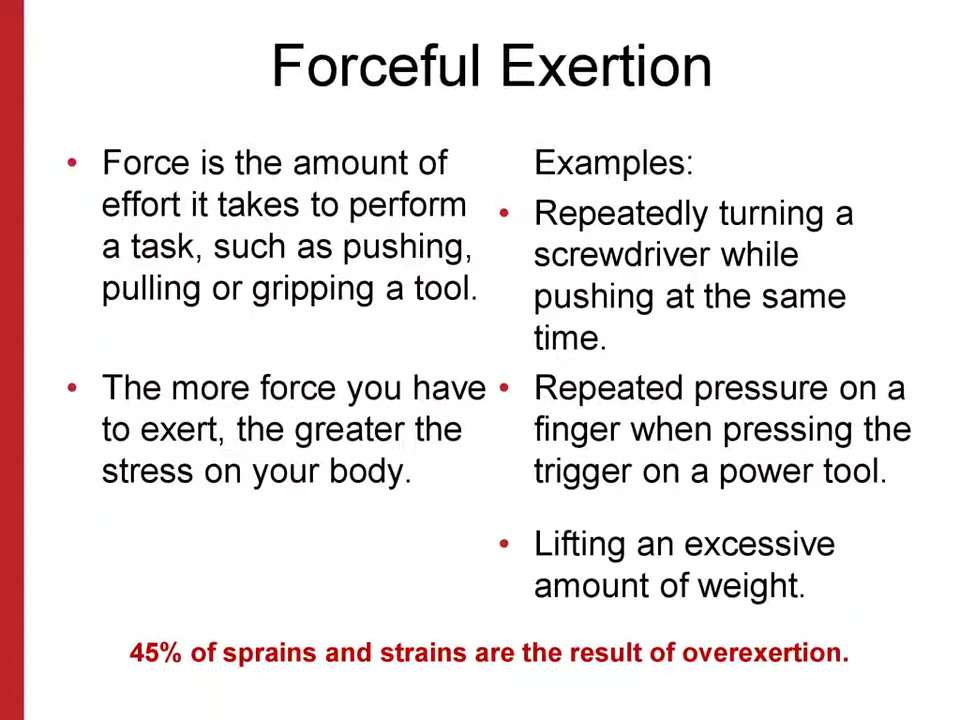 Forceful Exertion
• Force is the amount of
effort it takes to perform
a task, such as pushing,
pulling or gripping a tool.
• The more force you have
to exert, the greater the
stress on your body.
Examples:
• Repeatedly turning a
screwdriver while
pushing at the same
time.
• Repeated pressure on a
finger when pressing the
trigger on a power tool.
• Lifting an excessive
amount of weight.
45% of sprains and strains are the result of overexertion.